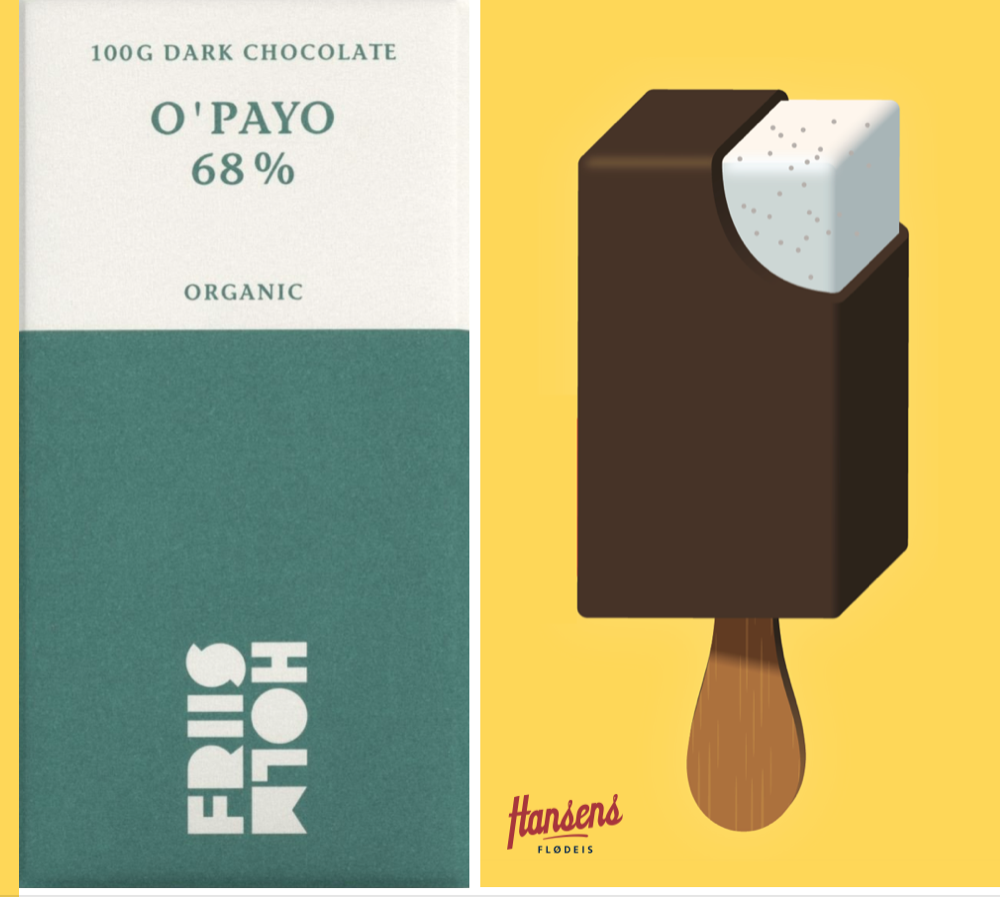 100G DARK CHOCOLATE
O'PAYO
68%
ORGANIC
FRIIS
HOLM
Hansens
FLØDEIS